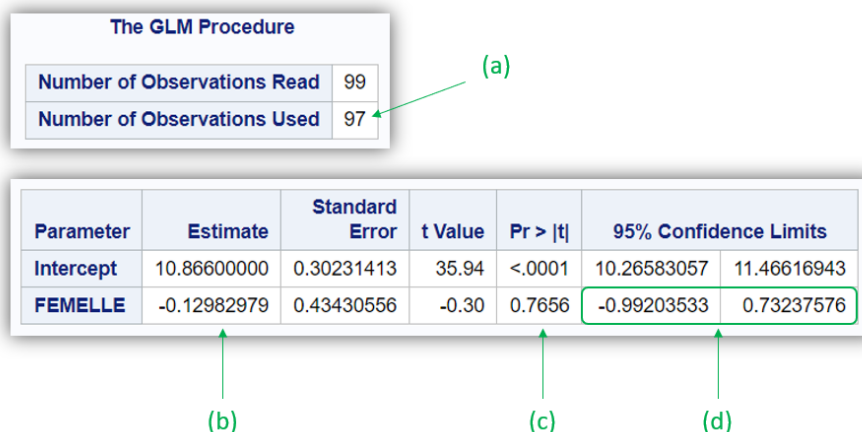 The GLM Procedure
Number of Observations Read 99
(a)
Number of Observations Used 97
Parameter Estimate Standard Error t Value Pr > |t| 95% Confidence Limits
Intercept 10.86600000 0.30231413 35.94 <.0001 10.26583057 11.46616943
FEMELLE -0.12982979 0.43430556 -0.30 0.7656 -0.99203533 0.73237576
(b) (c) (d)